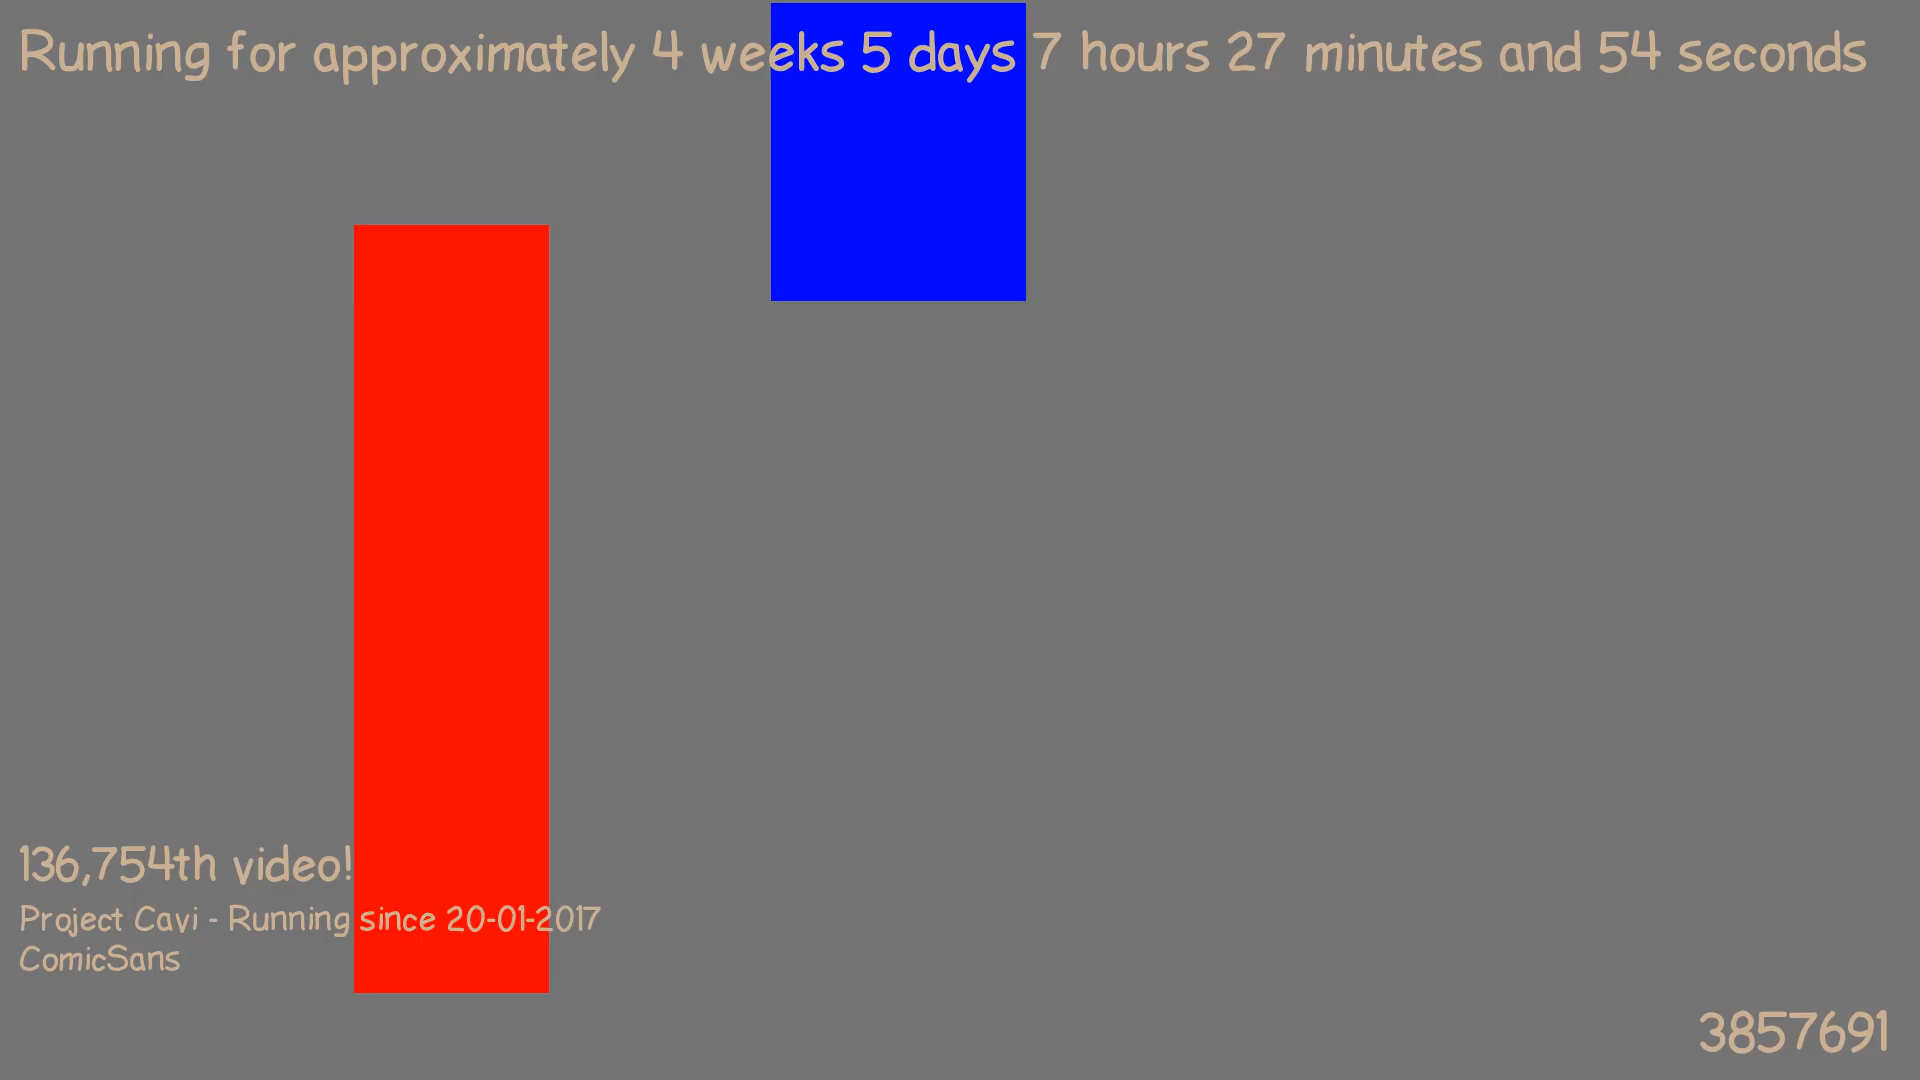 Running for approximately 4 weeks 5 days 7 hours 27 minutes and 54 seconds
136,754th video!
Project Cavi - Running since 20-01-2017
ComicSans
3857691